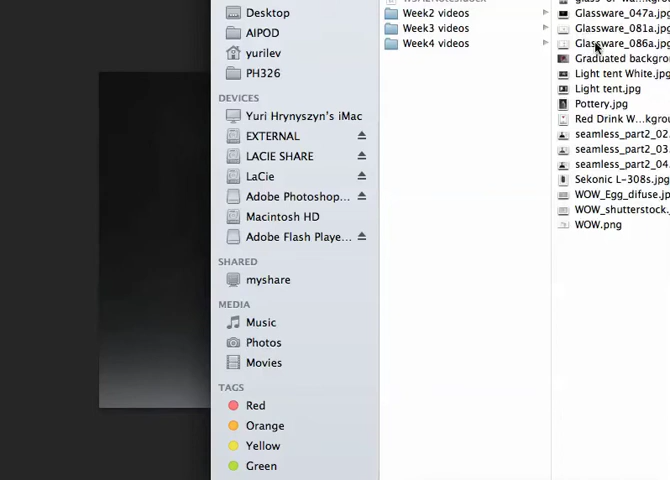 Desktop
AIPOD
yurilev
PH326
DEVICES
Yuri Hrynyszyn's iMac
EXTERNAL
LACIE SHARE
LaCie
Adobe Photoshop...
Macintosh HD
Adobe Flash Playe...
SHARED
myshare
MEDIA
Music
Photos
Movies
TAGS
Red
Orange
Yellow
Green
Week2 videos
Week3 videos
Week4 videos
Glassware_047a.jpg
Glassware_081a.jpg
Glassware_086a.jpg
Graduated backgro
Light tent White.jpg
Light tent.jpg
Pottery.jpg
Red Drink W...kgrou
seamless_part2_02.
seamless_part2_03.
seamless_part2_04.
Sekonic L-308s.jpg
WOW_Egg_difuse.jp
WOW_shutterstock.
WOW.png